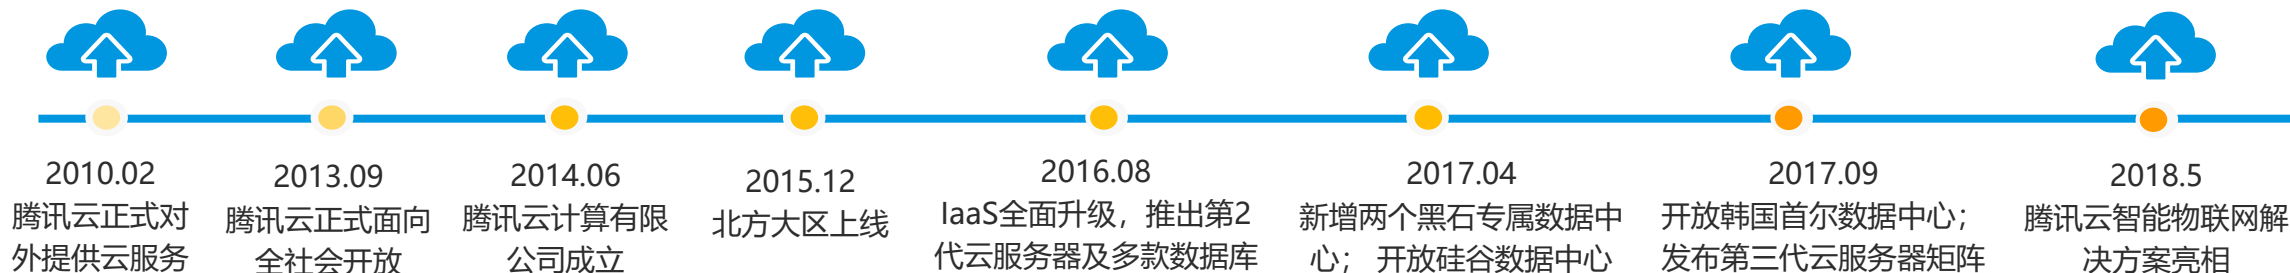 2010.02
腾讯云正式对
外提供云服务
2013.09
腾讯云正式面向
全社会开放
2014.06
腾讯云计算有限
公司成立
2015.12
北方大区上线
2016.08
IaaS全面升级，推出第2
代云服务器及多款数据库
2017.04
新增两个黑石专属数据中
心； 开放硅谷数据中心
2017.09
开放韩国首尔数据中心；
发布第三代云服务器矩阵
2018.5
腾讯云智能物联网解
决方案亮相